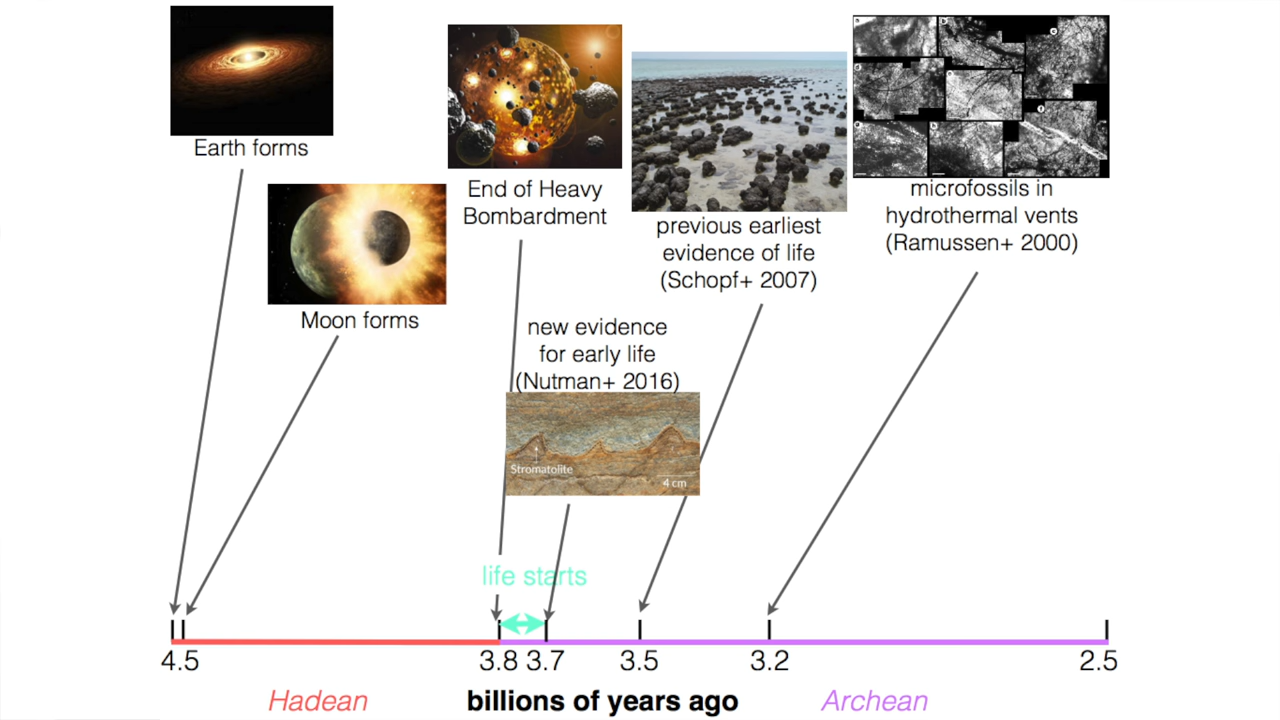 Earth forms
Moon forms
End of Heavy
Bombardment
previous earliest
evidence of life
(Schopf+ 2007)
microfossils in
hydrothermal vents
(Ramussen+ 2000)
new evidence
for early life
(Nutman+ 2016)
Stromatolite
4 cm
life starts
4.5
3.8
3.7
3.5
3.2
2.5
Hadean
billions of years ago
Archean